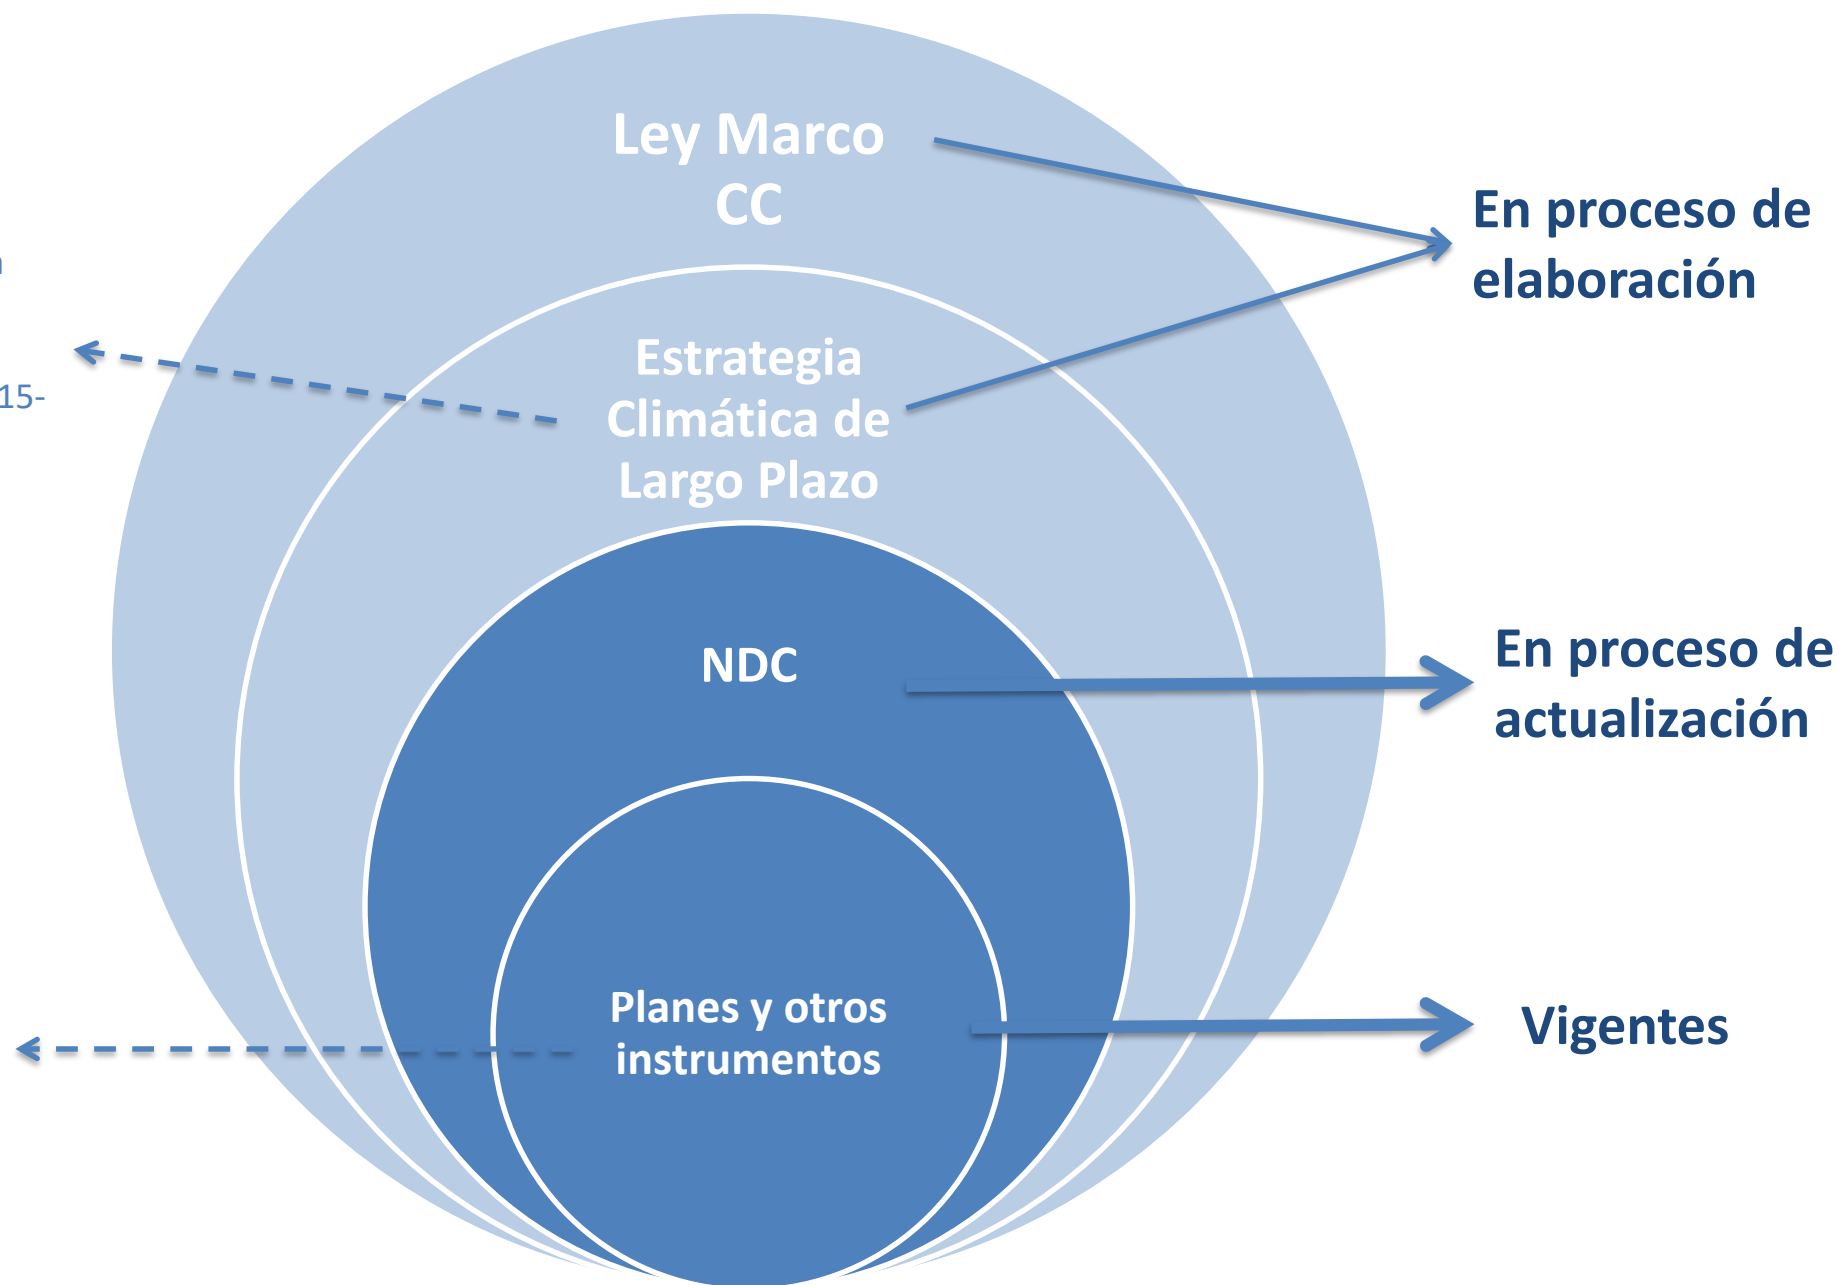 Ley Marco
CC
En proceso de
elaboración
Estrategia
Climática de
Largo Plazo
15-
NDC
En proceso de
actualización
Planes y otros
instrumentos
Vigentes